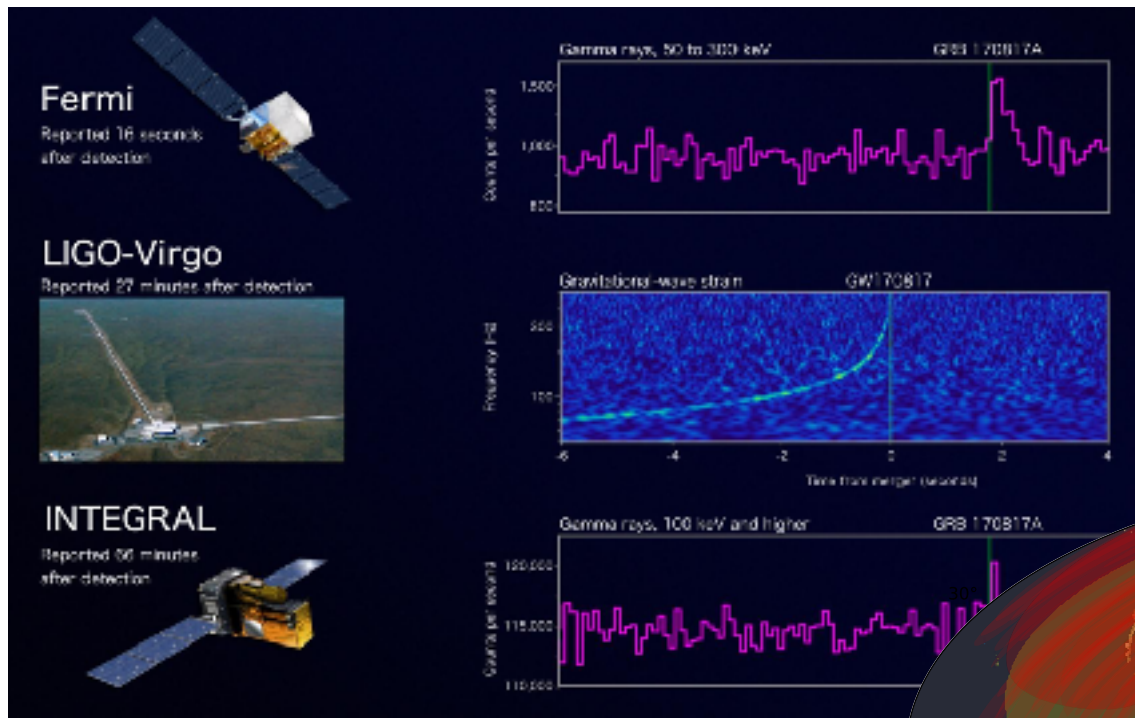 Fermi
Reported 16 seconds
after detection
Gamma rays, 50 to 300 keV
GRB 170817A
Counts per second
1,500
1,000
LIGO-Virgo
Reported 27 minutes after detection
Gravitational-wave strain
GW170817
Frequency (Hz)
100
-6
-4
-2
0
2
4
Time from merger (seconds)
INTEGRAL
Reported 66 minutes
after detection
Gamma rays, 100 keV and higher
GRB 170817A
Counts per second
120,000
115,000
110,000